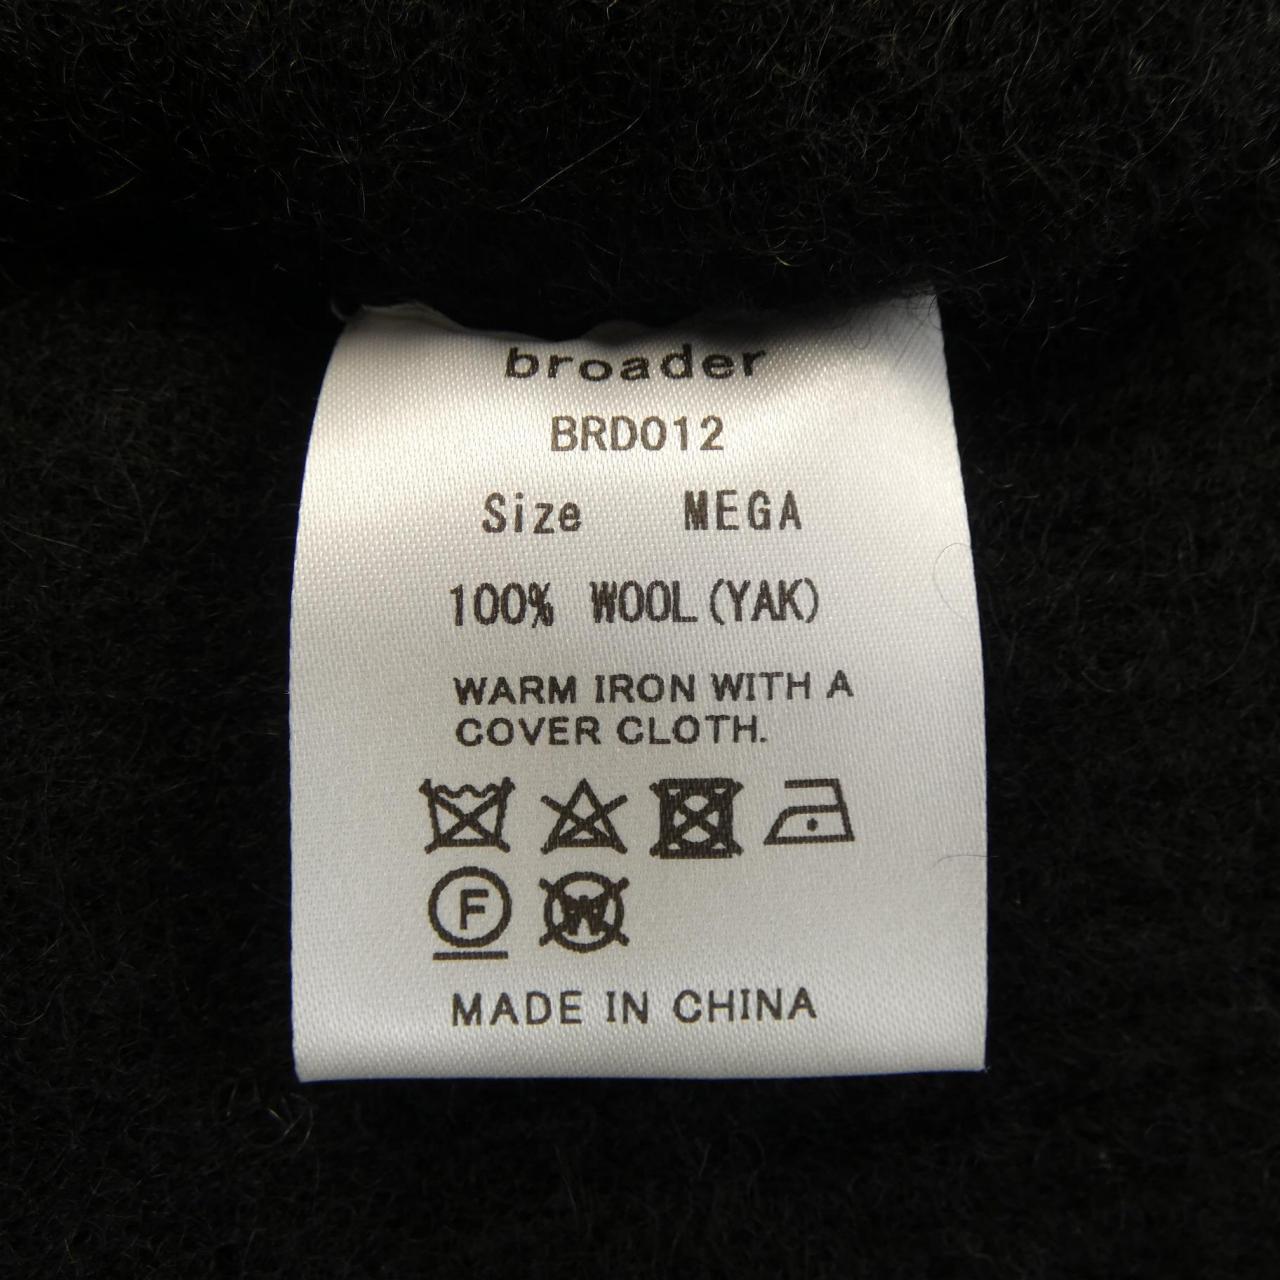 broader
BRD012
Size MEGA
100% WOOL(YAK)
WARM IRON WITH A
COVER CLOTH.
F
W
MADE IN CHINA